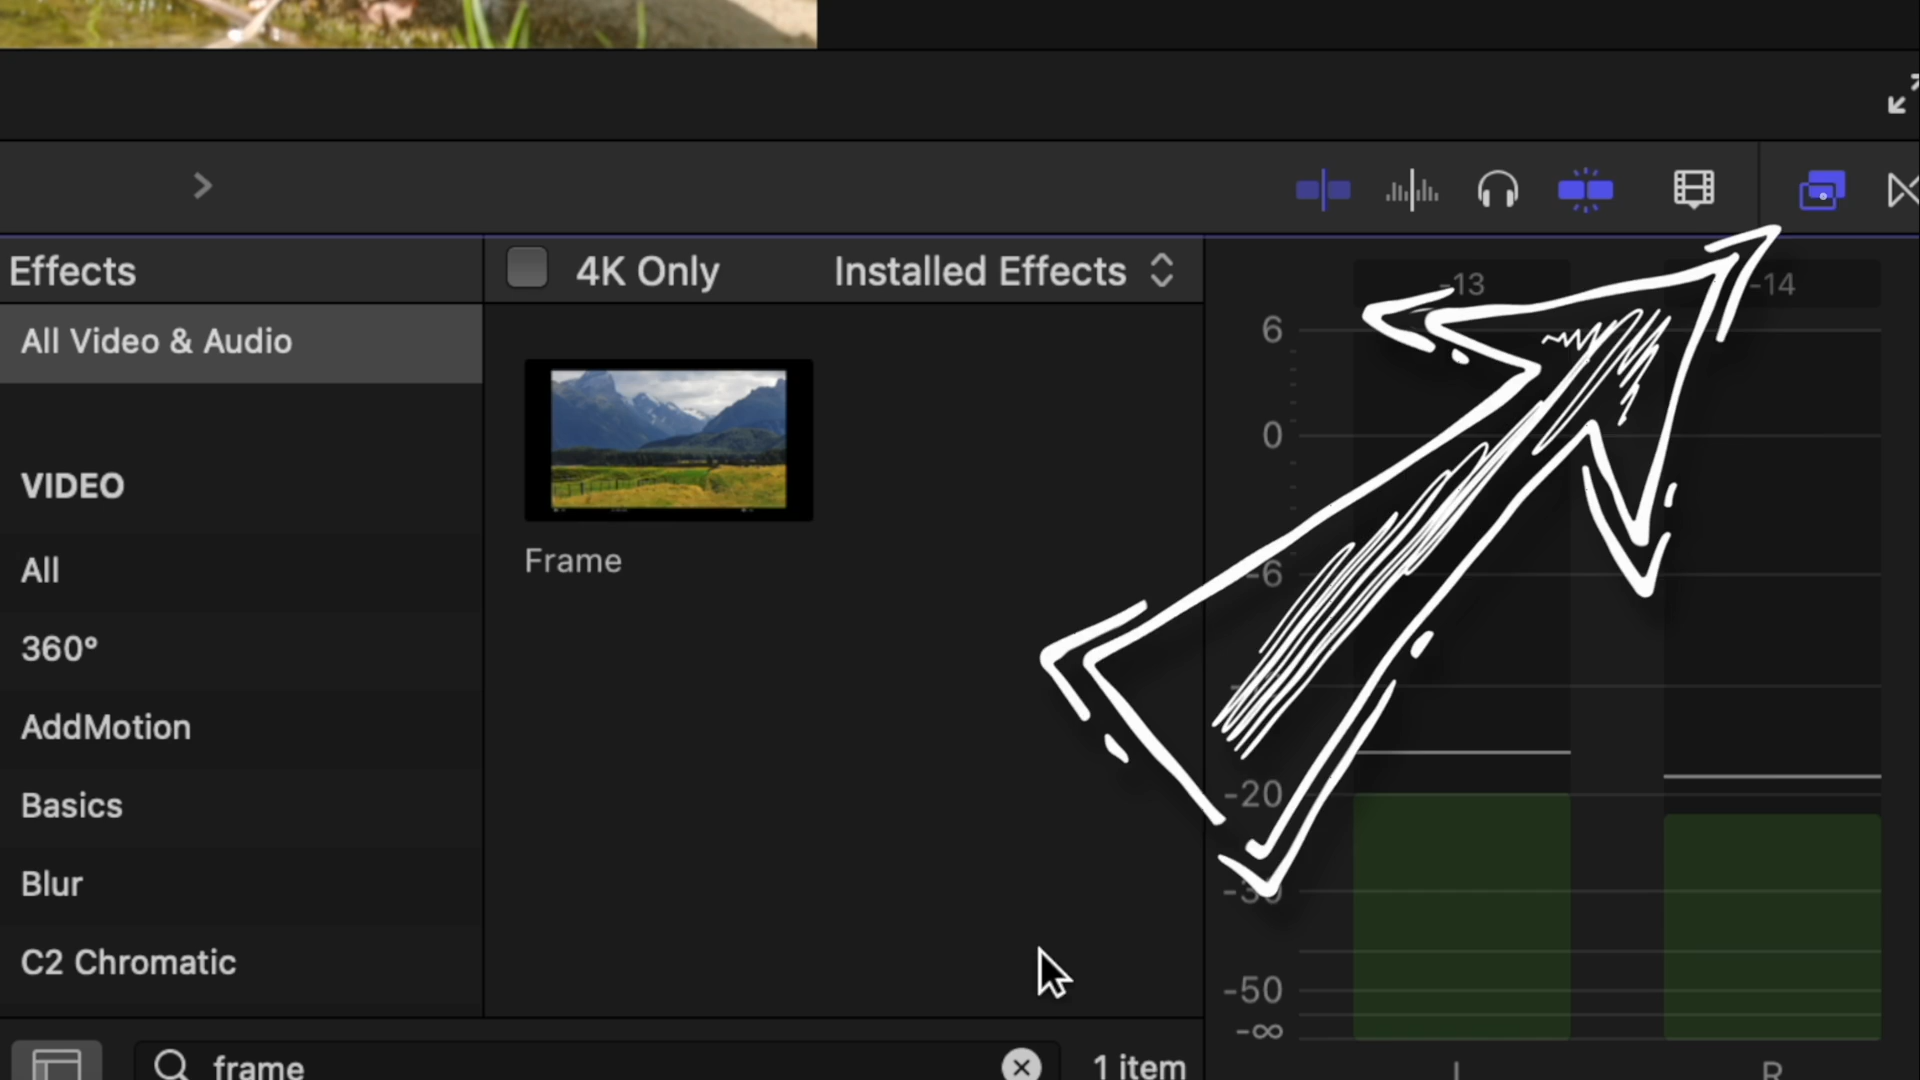 Effects
4K Only
Installed Effects
All Video & Audio
VIDEO
All
360°
AddMotion
Basics
Blur
C2 Chromatic
Frame
frame
1 item
-13
-14
6
0
-6
-20
-30
-50
-∞
L
R